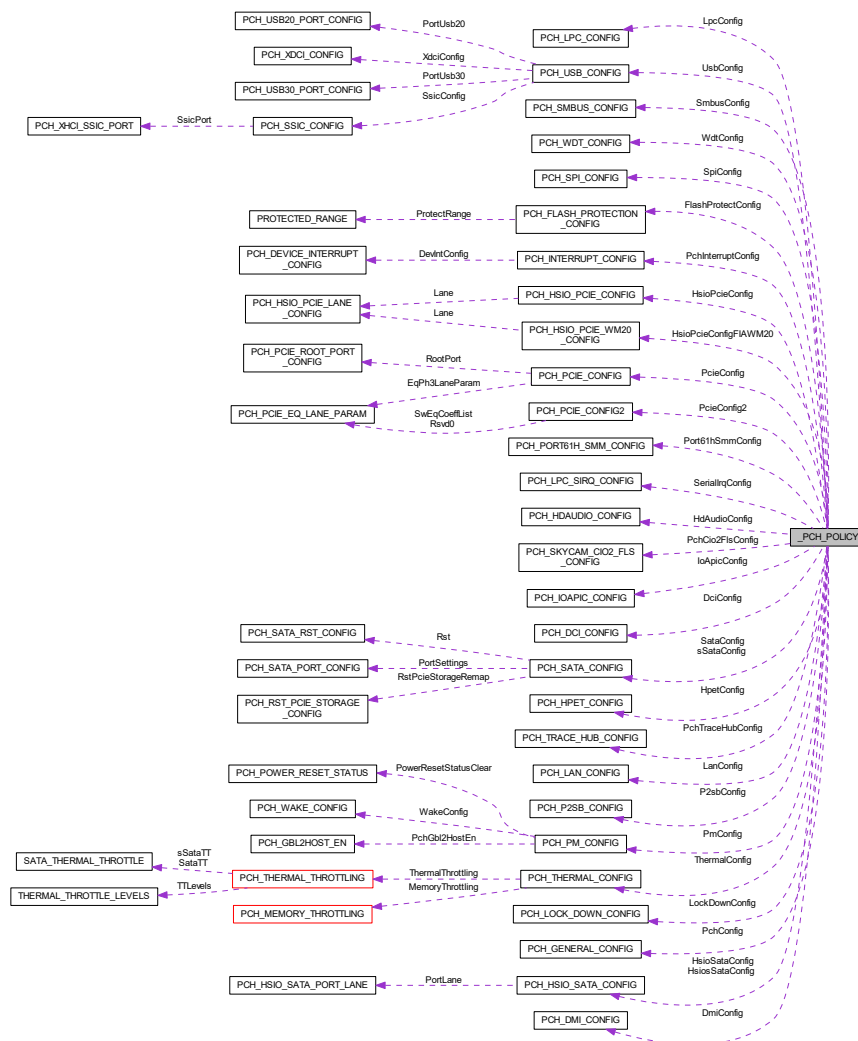 LpcConfig
PCH_USB20_PORT_CONFIG
PortUsb20
PCH_LPC_CONFIG
PCH_XDCI_CONFIG
XdciConfig
UsbConfig
PCH_USB_CONFIG
PortUsb30
PCH_USB30_PORT_CONFIG
SsicConfig
SmbusConfig
PCH_SMBUS_CONFIG
SsicPort
PCH_XHCI_SSIC_PORT
PCH_SSIC_CONFIG
WdtConfig
PCH_WDT_CONFIG
SpiConfig
PCH_SPI_CONFIG
FlashProtectConfig
PROTECTED_RANGE
ProtectRange
PCH_FLASH_PROTECTION
_CONFIG
PCH_DEVICE_INTERRUPT
_CONFIG
DevIntConfig
PCH_INTERRUPT_CONFIG
PchInterruptConfig
PCH_HSIO_PCIE_LANE
_CONFIG
Lane
PCH_HSIO_PCIE_CONFIG
HsioPcieConfig
Lane
PCH_HSIO_PCIE_WM20
_CONFIG
HsioPcieConfigFIAWM20
PCH_PCIE_ROOT_PORT
_CONFIG
RootPort
PCH_PCIE_CONFIG
PcieConfig
EqPh3LaneParam
PCH_PCIE_EQ_LANE_PARAM
SwEqCoeffList
Rsvd0
PCH_PCIE_CONFIG2
PcieConfig2
PCH_PORT61H_SMM_CONFIG
Port61hSmmConfig
PCH_LPC_SIRQ_CONFIG
SerialIrqConfig
PCH_HDAUDIO_CONFIG
HdAudioConfig
_PCH_POLICY
PCH_SKYCAM_CIO2_FLS
_CONFIG
PchCio2FlsConfig
IoApicConfig
PCH_IOAPIC_CONFIG
DciConfig
PCH_DCI_CONFIG
PCH_SATA_RST_CONFIG
Rst
SataConfig
sSataConfig
PCH_SATA_PORT_CONFIG
PortSettings
PCH_SATA_CONFIG
RstPcieStorageRemap
PCH_RST_PCIE_STORAGE
_CONFIG
HpetConfig
PCH_HPET_CONFIG
PchTraceHubConfig
PCH_TRACE_HUB_CONFIG
LanConfig
PCH_LAN_CONFIG
PCH_POWER_RESET_STATUS
PowerResetStatusClear
P2sbConfig
PCH_P2SB_CONFIG
PCH_WAKE_CONFIG
WakeConfig
PmConfig
PCH_GBL2HOST_EN
PchGbl2HostEn
PCH_PM_CONFIG
SATA_THERMAL_THROTTLE
sSataTT
SataTT
ThermalConfig
PCH_THERMAL_THROTTLING
ThermalThrottling
PCH_THERMAL_CONFIG
THERMAL_THROTTLE_LEVELS
TTLevels
MemoryThrottling
PCH_MEMORY_THROTTLING
LockDownConfig
PCH_LOCK_DOWN_CONFIG
PchConfig
PCH_GENERAL_CONFIG
HsioSataConfig
HsiosSataConfig
PCH_HSIO_SATA_PORT_LANE
PortLane
PCH_HSIO_SATA_CONFIG
DmiConfig
PCH_DMI_CONFIG